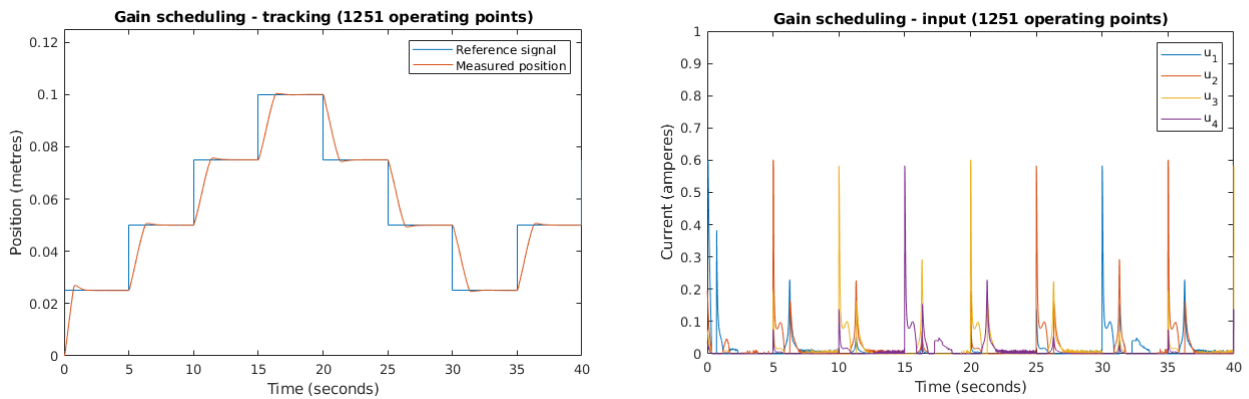 Gain scheduling - tracking (1251 operating points)
0.12
0.1
0.08
0.06
0.04
0.02
0
Position (metres)
Reference signal
Measured position
0 5 10 15 20 25 30 35 40
Time (seconds)
Gain scheduling - input (1251 operating points)
1
0.9
0.8
0.7
0.6
0.5
0.4
0.3
0.2
0.1
0
Current (amperes)
u1
u2
u3
u4
0 5 10 15 20 25 30 35 40
Time (seconds)